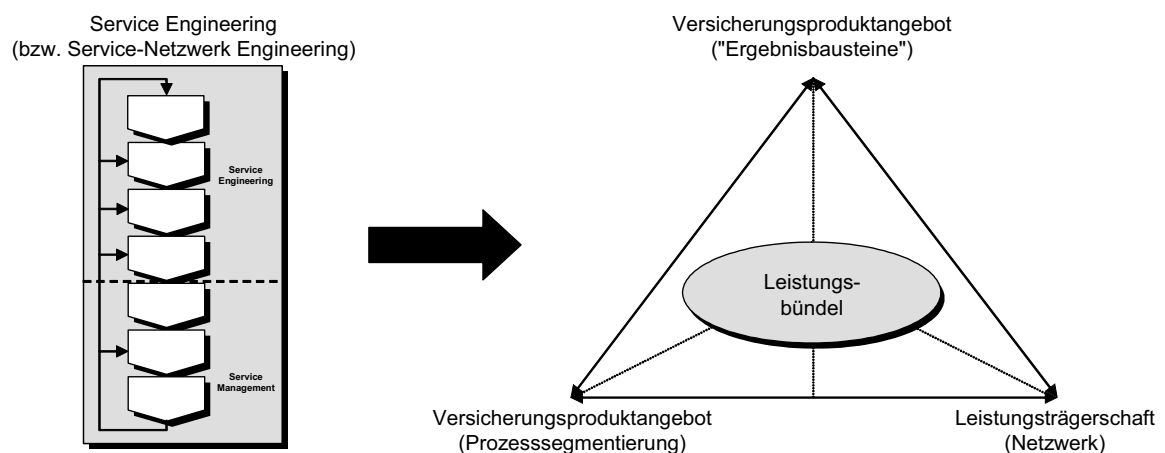 Service Engineering
(bzw. Service-Netzwerk Engineering)
Service
Engineering
Service
Management
Versicherungsproduktangebot
("Ergebnisbausteine")
Leistungs-
bündel
Versicherungsproduktangebot
(Prozesssegmentierung)
Leistungsträgerschaft
(Netzwerk)